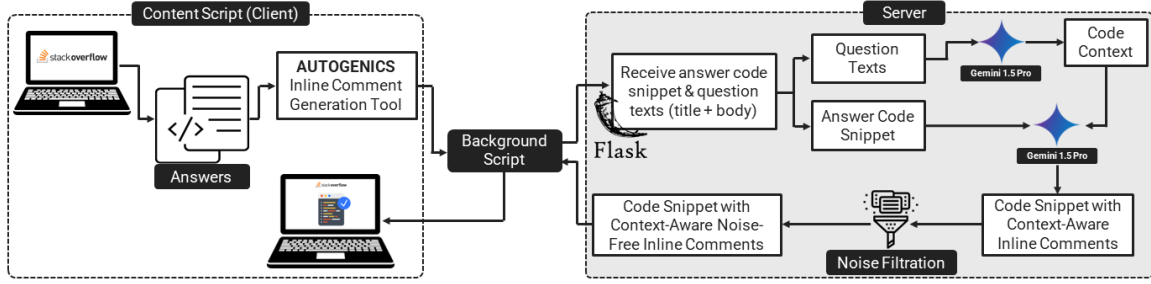 Content Script (Client)
stackoverflow
Answers
AUTOGENICS
Inline Comment
Generation Tool
stackoverflow
Background
Script
Server
Receive answer code
snippet & question
texts (title + body)
Flask
Question
Texts
Gemini 1.5 Pro
Code
Context
Answer Code
Snippet
Gemini 1.5 Pro
Code Snippet with
Context-Aware
Inline Comments
Noise Filtration
Code Snippet with
Context-Aware Noise-
Free Inline Comments